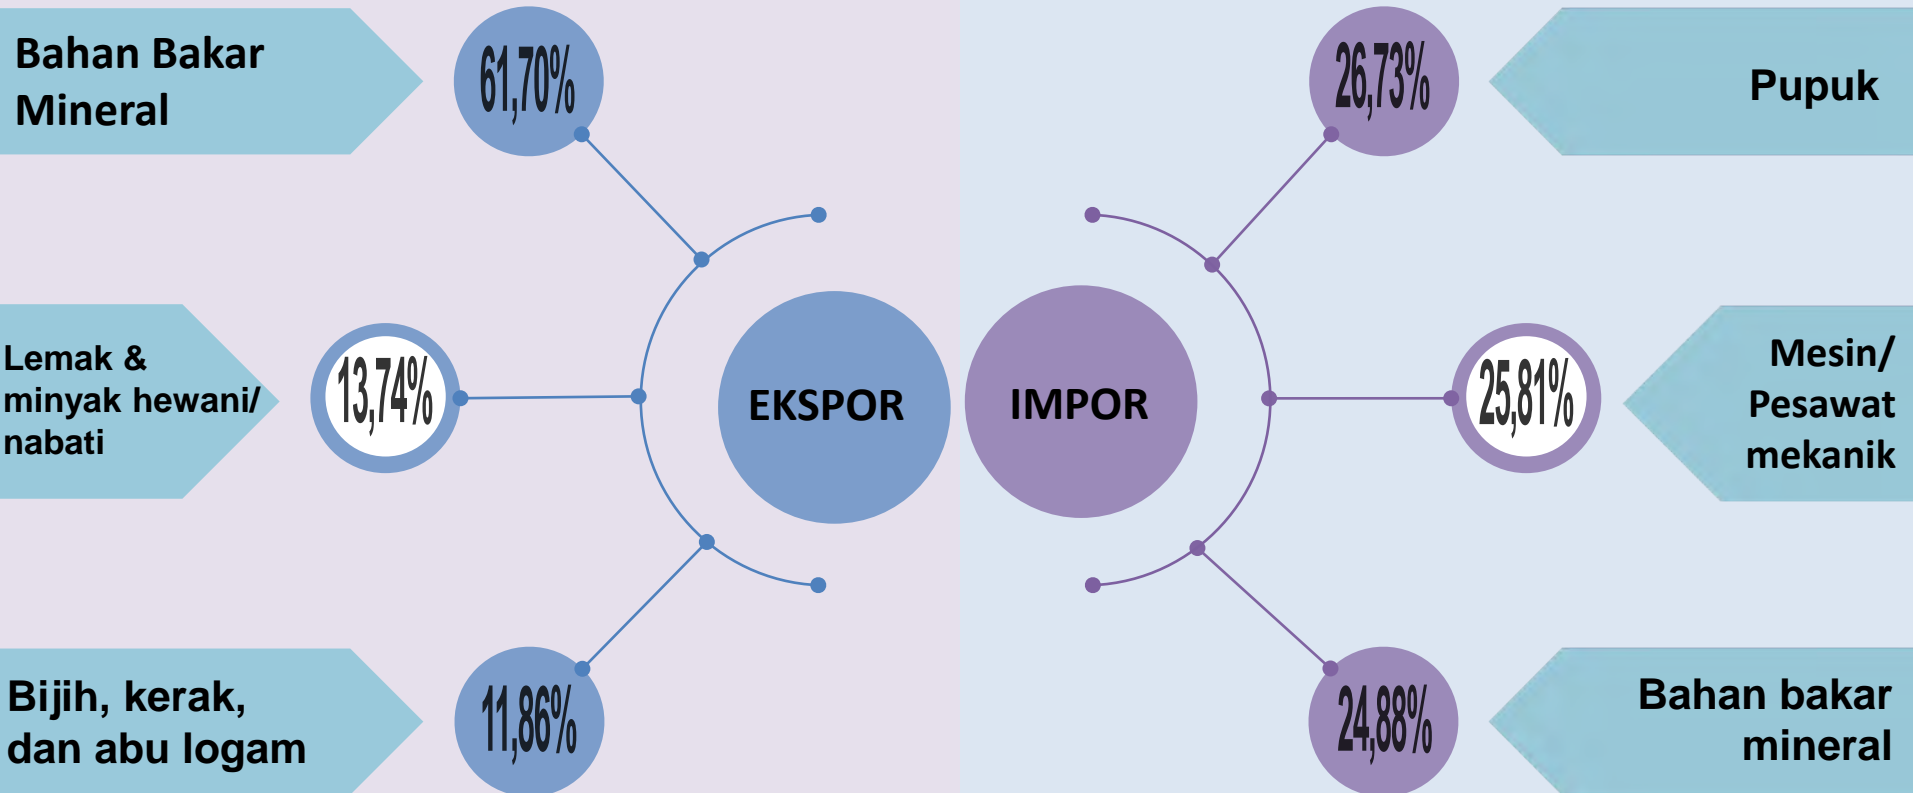 Bahan Bakar
Mineral
61,70%
Lemak &
minyak hewani/
nabati
13,74%
Bijih, kerak,
dan abu logam
11,86%
EKSPOR
IMPOR
26,73%
Pupuk
25,81%
Mesin/
Pesawat
mekanik
24,88%
Bahan bakar
mineral